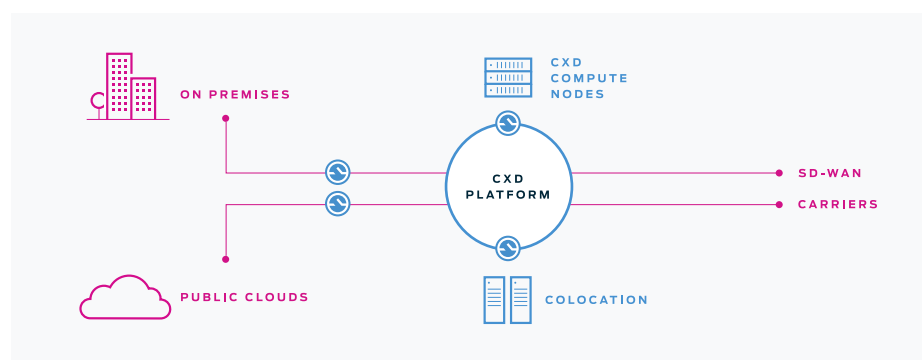 CXD
COMPUTE
NODES
ON PREMISES
CXD
PLATFORM
SD-WAN
CARRIERS
PUBLIC CLOUDS
COLOCATION